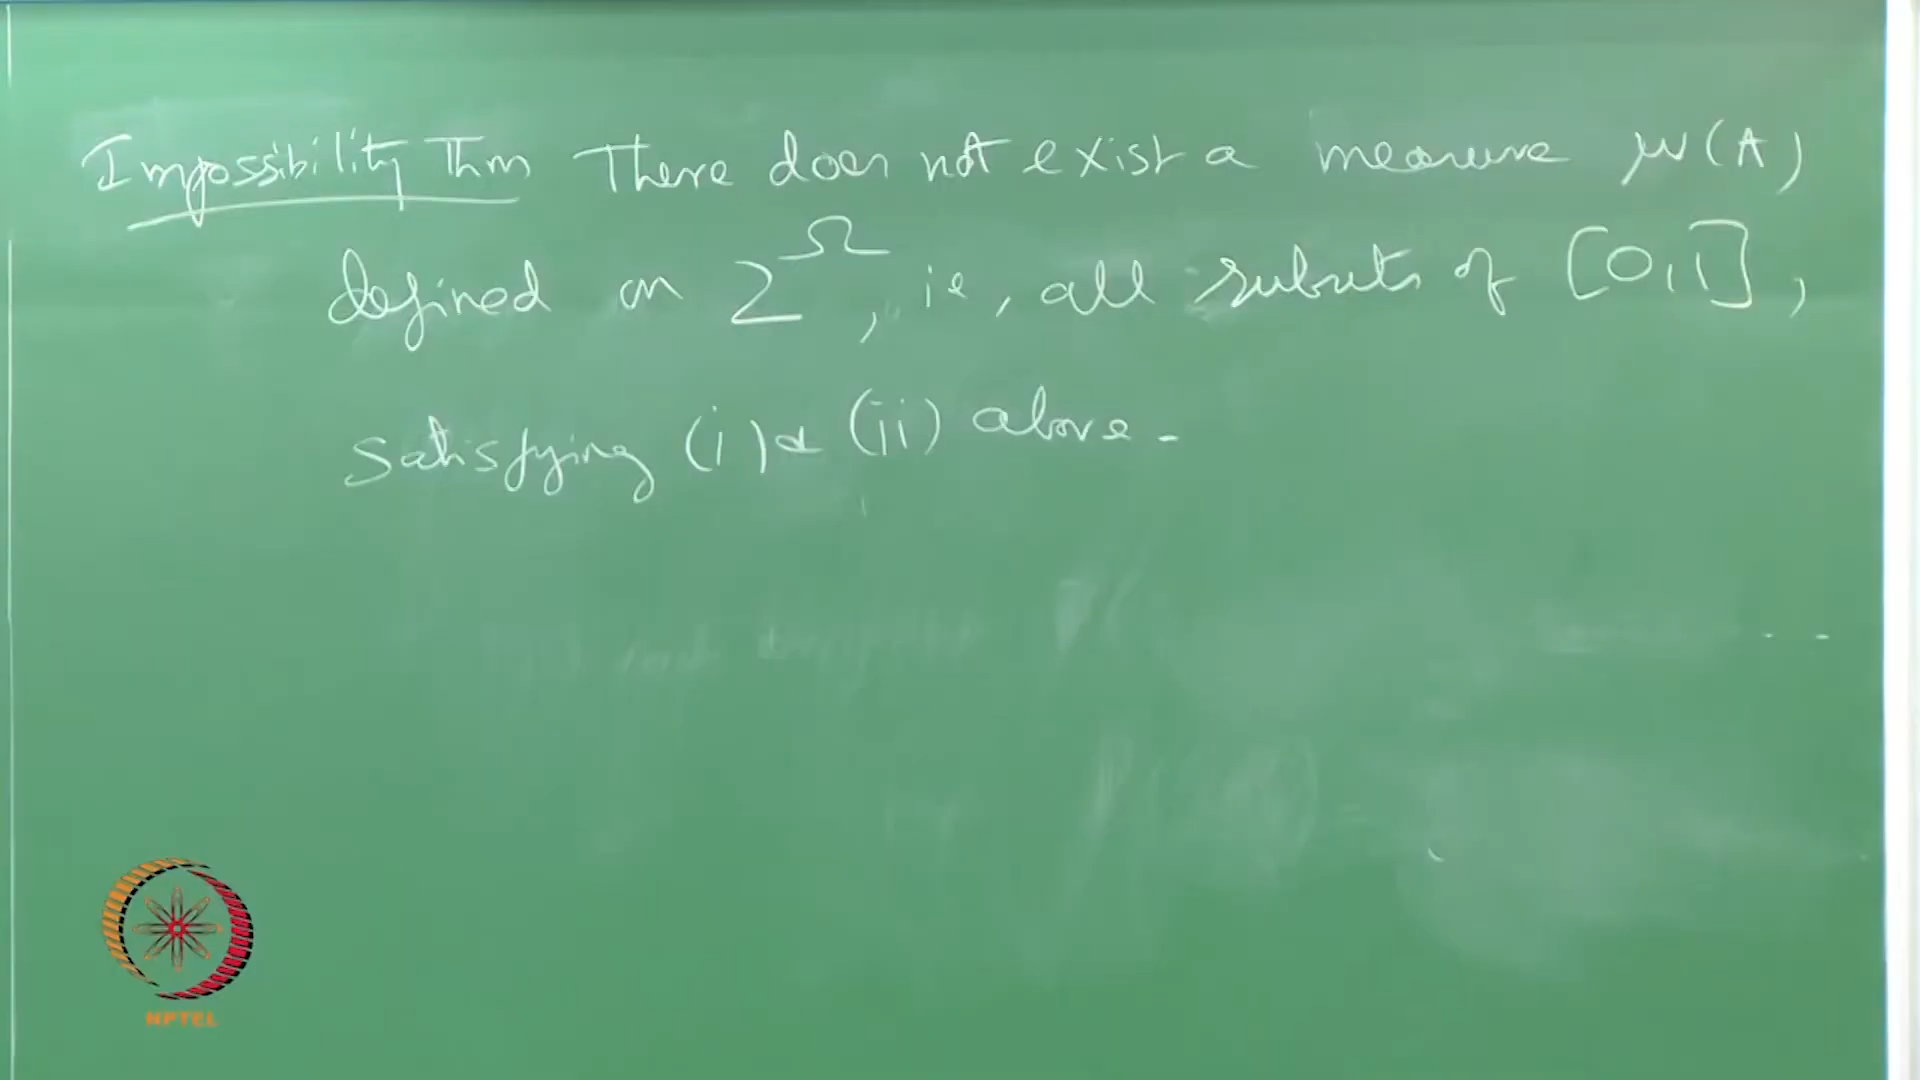 Impossibility Thm There does not exist a measure μ(A)
defined on 2^Ω, ie, all subsets of [0,1],
satisfying (i) & (ii) above.
NPTEL